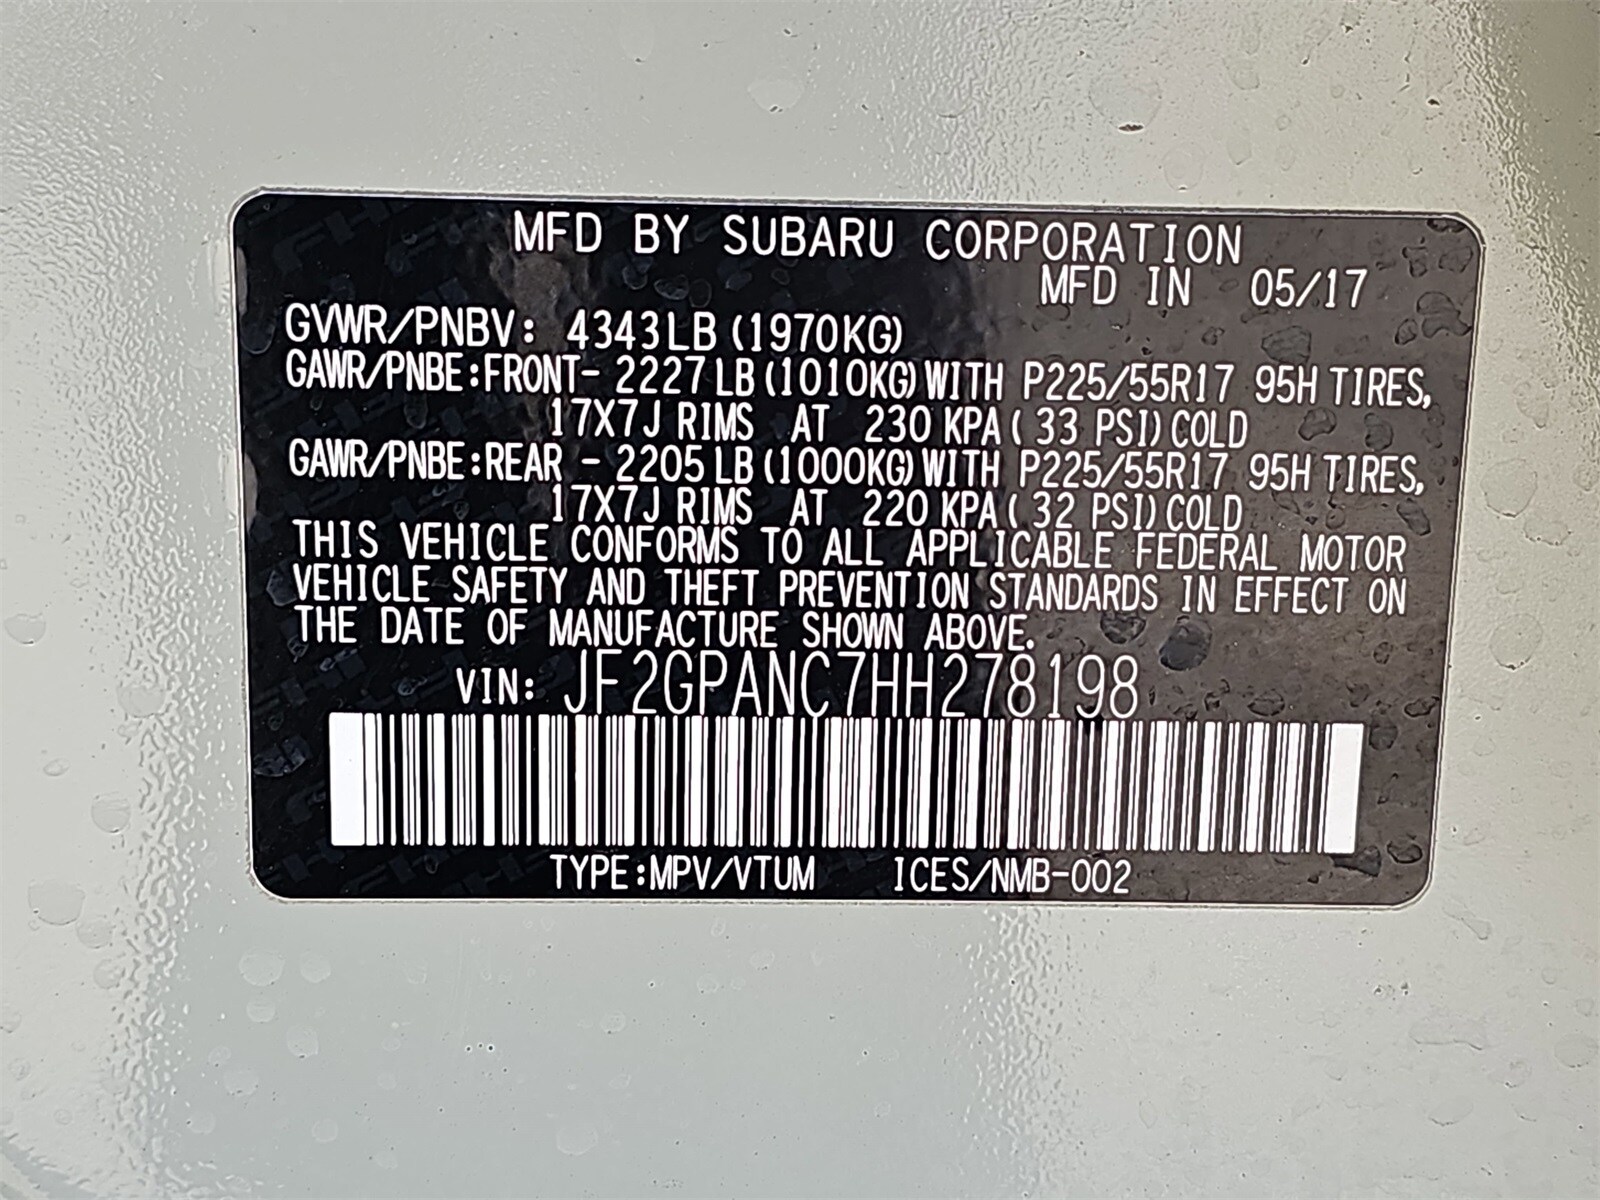 MFD BY SUBARU CORPORATION
MFD IN 05/17
GVWR/PNBV: 4343LB (1970KG)
GAWR/PNBE:FRONT- 2227 LB (1010KG) WITH P225/55R17 95H TIRES,
17X7J RIMS AT 230 KPA ( 33 PSI) COLD
GAWR/PNBE:REAR - 2205 LB (1000KG) WITH P225/55R17 95H TIRES,
17X7J RIMS AT 220 KPA ( 32 PSI) COLD
THIS VEHICLE CONFORMS TO ALL APPLICABLE FEDERAL MOTOR
VEHICLE SAFETY AND THEFT PREVENTION STANDARDS IN EFFECT ON
THE DATE OF MANUFACTURE SHOWN ABOVE.
VIN: JF2GPANC7HH278198
TYPE:MPV/VTUM ICES/NMB-002